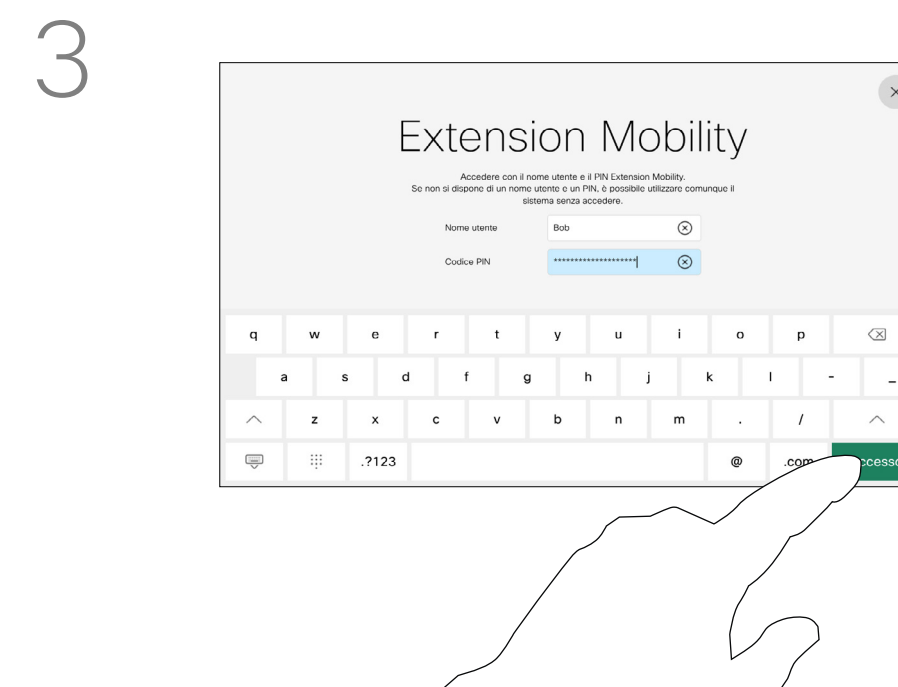 3
Extension Mobility
Accedere con il nome utente e il PIN Extension Mobility.
Se non si dispone di un nome utente e un PIN, è possibile utilizzare comunque il
sistema senza accedere.
Nome utente Bob
Codice PIN ********************
q w e r t y u i o p
a s d f g h j k l - _
z x c v b n m . /
.?123 @ .com ccesso